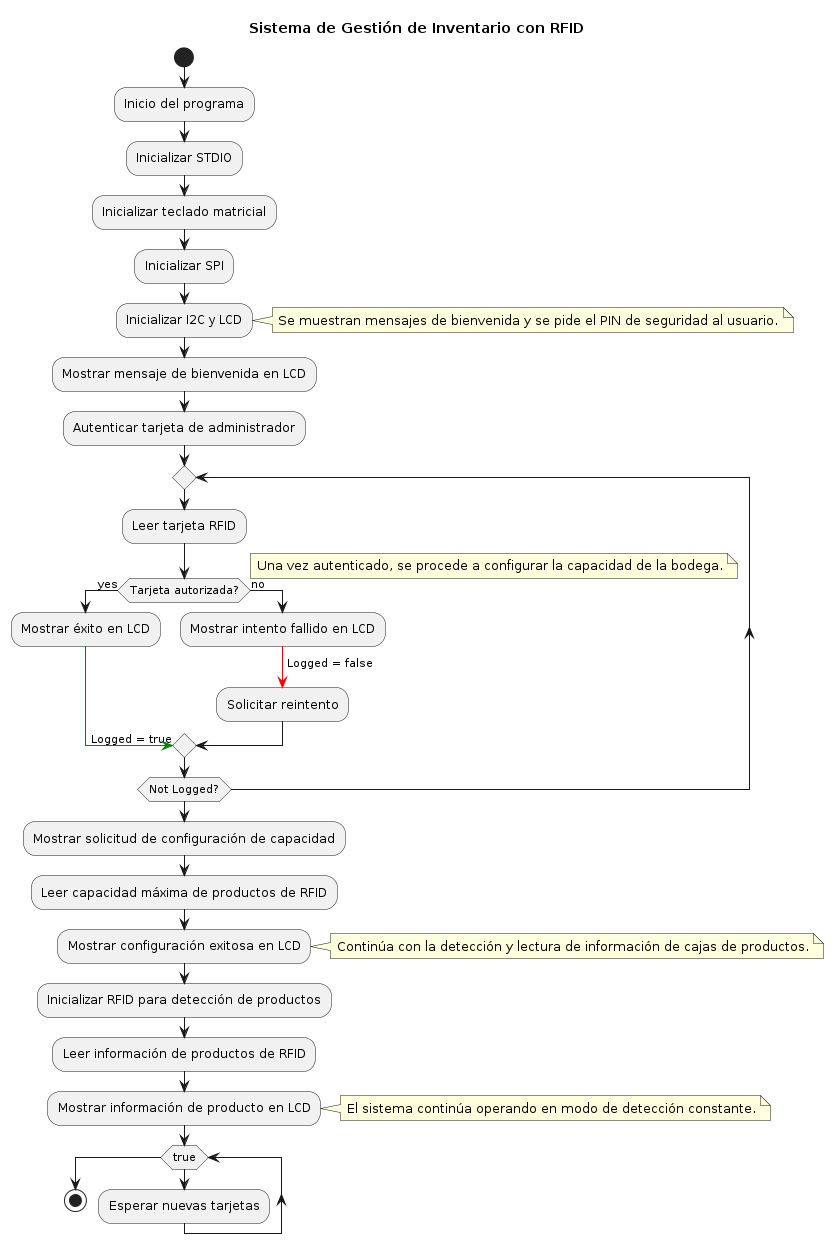 Sistema de Gestión de Inventario con RFID
Inicio del programa
Inicializar STDIO
Inicializar teclado matricial
Inicializar SPI
Inicializar I2C y LCD
Se muestran mensajes de bienvenida y se pide el PIN de seguridad al usuario.
Mostrar mensaje de bienvenida en LCD
Autenticar tarjeta de administrador
Leer tarjeta RFID
Una vez autenticado, se procede a configurar la capacidad de la bodega.
yes
Tarjeta autorizada?
no
Mostrar éxito en LCD
Mostrar intento fallido en LCD
Logged = false
Solicitar reintento
Logged = true
Not Logged?
Mostrar solicitud de configuración de capacidad
Leer capacidad máxima de productos de RFID
Mostrar configuración exitosa en LCD
Continúa con la detección y lectura de información de cajas de productos.
Inicializar RFID para detección de productos
Leer información de productos de RFID
Mostrar información de producto en LCD
El sistema continúa operando en modo de detección constante.
true
Esperar nuevas tarjetas